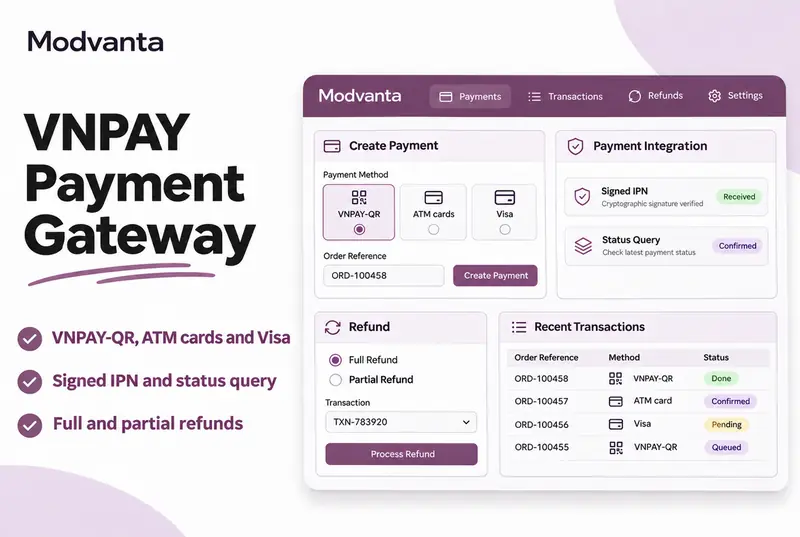 Modvanta
VNPAY
Payment
Gateway
VNPAY-QR, ATM cards and Visa
Signed IPN and status query
Full and partial refunds
Modvanta
Payments
Transactions
Refunds
Settings
Create Payment
Payment Method
VNPAY-QR
ATM cards
Visa
Order Reference
ORD-100458
Create Payment
Payment Integration
Signed IPN
Cryptographic signature verified
Received
Status Query
Check latest payment status
Confirmed
Refund
Full Refund
Partial Refund
Transaction
TXN-783920
Process Refund
Recent Transactions
Order Reference Method Status
ORD-100458 VNPAY-QR Done
ORD-100457 ATM card Confirmed
ORD-100456 Visa Pending
ORD-100455 VNPAY-QR Queued